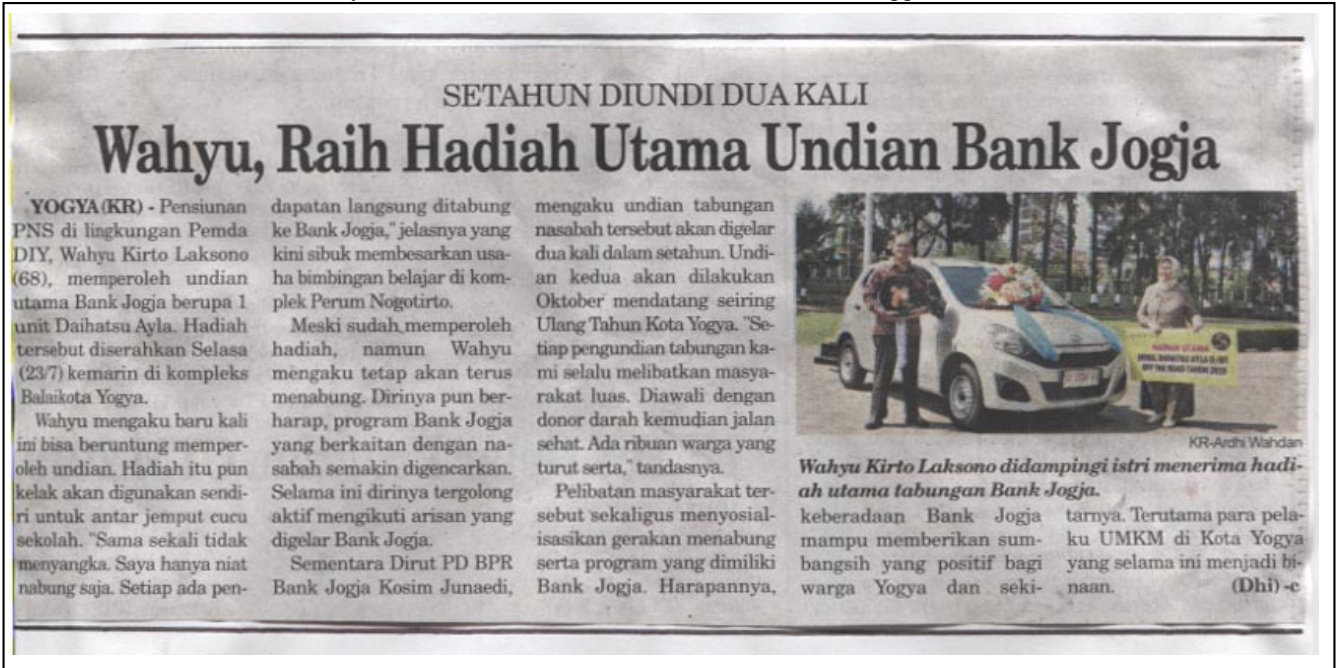 SETAHUN DIUNDI DUA KALI
Wahyu, Raih Hadiah Utama Undian Bank Jogja
YOGYA (KR) - Pensiunan
PNS di lingkungan Pemda
DIY, Wahyu Kirto Laksono
(68), memperoleh undian
utama Bank Jogja berupa 1
unit Daihatsu Ayla. Hadiah
tersebut diserahkan Selasa
(23/7) kemarin di kompleks
Balaikota Yogya.
Wahyu mengaku baru kali
ini bisa beruntung memper-
oleh undian. Hadiah itu pun
kelak akan digunakan sendi-
ri untuk antar jemput cucu
sekolah. "Sama sekali tidak
menyangka. Saya hanya niat
nabung saja. Setiap ada pen-
dapatan langsung ditabung
ke Bank Jogja," jelasnya yang
kini sibuk membesarkan usa-
ha bimbingan belajar di kom-
plek Perum Nogotirto.
Meski sudah memperoleh
hadiah, namun Wahyu
mengaku tetap akan terus
menabung. Dirinya pun ber-
harap, program Bank Jogja
yang berkaitan dengan na-
sabah semakin digencarkan.
Selama ini dirinya tergolong
aktif mengikuti arisan yang
digelar Bank Jogja.
Sementara Dirut PD BPR
Bank Jogja Kosim Junaedi,
mengaku undian tabungan
nasabah tersebut akan digelar
dua kali dalam setahun. Undi-
an kedua akan dilakukan
Oktober mendatang seiring
Ulang Tahun Kota Yogya. "Se-
tiap pengundian tabungan ka-
mi selalu melibatkan masya-
rakat luas. Diawali dengan
donor darah kemudian jalan
sehat. Ada ribuan warga yang
turut serta," tandasnya.
Pelibatan masyarakat ter-
sebut sekaligus menyosial-
isasikan gerakan menabung
serta program yang dimiliki
Bank Jogja. Harapannya,
HADIAH UTAMA
KR-Ardhi Wahdan
Wahyu Kirto Laksono didampingi istri menerima hadi-
ah utama tabungan Bank Jogja.
keberadaan Bank Jogja
mampu memberikan sum-
bangsih yang positif bagi
warga Yogya dan seki-
tarnya. Terutama para pela-
ku UMKM di Kota Yogya
yang selama ini menjadi bi-
naan. (Dhi) -c